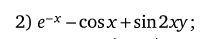 2) e⁻ˣ – cos x + sin 2xy;